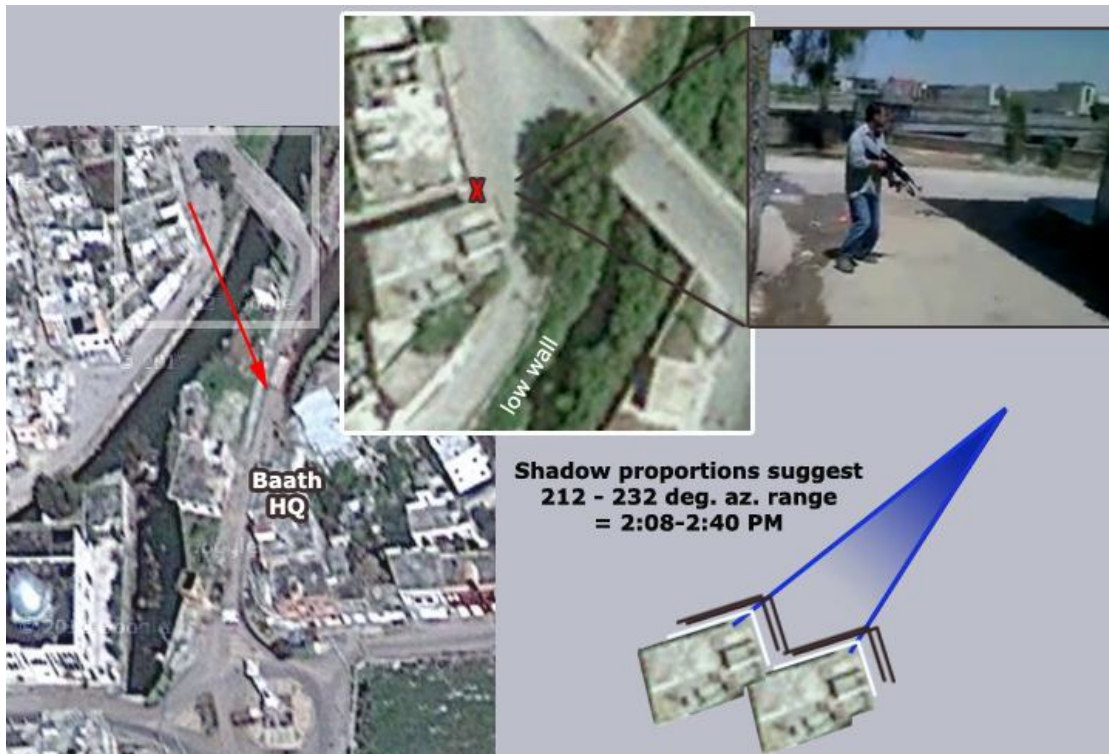 X
low wall
Baath
HQ
Shadow proportions suggest
212 - 232 deg. az. range
= 2:08-2:40 PM